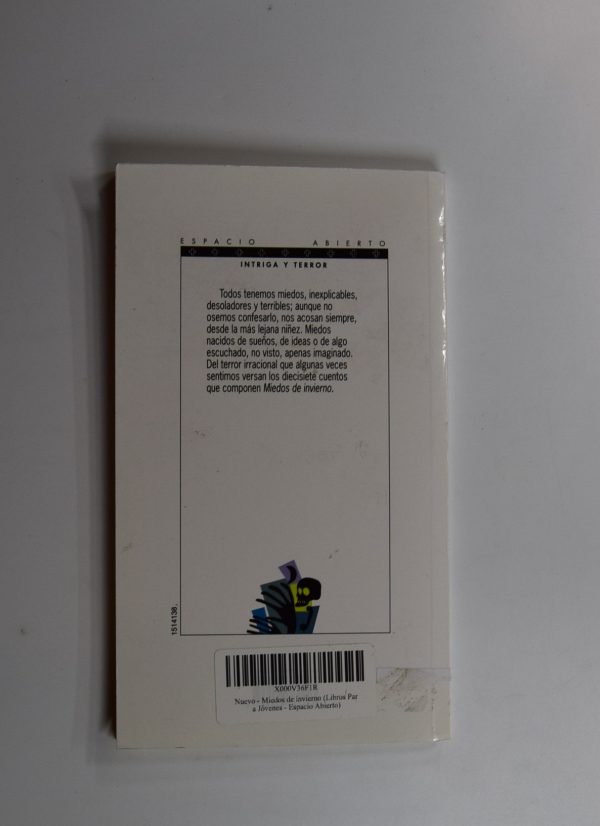 ESPACIO ABIERTO
INTRIGA Y TERROR
Todos tenemos miedos, inexplicables,
desoladores y terribles; aunque no
osemos confesarlo, nos acosan siempre,
desde la más lejana niñez. Miedos
nacidos de sueños, de ideas o de algo
escuchado, no visto, apenas imaginado.
Del terror irracional que algunas veces
sentimos versan los diecisiete cuentos
que componen Miedos de invierno.
1514138.
X000V36F1R
Nuevo - Miedos de invierno (Libros Par
a Jóvenes - Espacio Abierto)